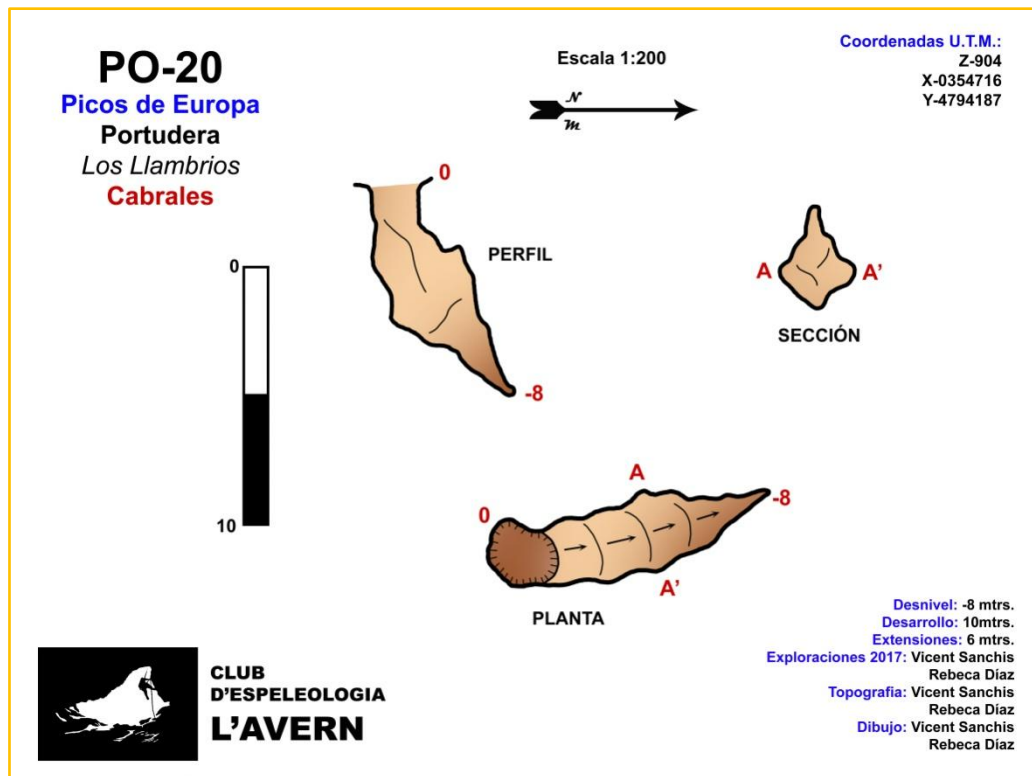 PO-20
Picos de Europa
Portudera
Los Llambrios
Cabrales
Escala 1:200
N
m
Coordenadas U.T.M.:
Z-904
X-0354716
Y-4794187
0
PERFIL
-8
A A'
SECCIÓN
0
10
A
0
-8
A'
PLANTA
Desnivel: -8 mtrs.
Desarrollo: 10mtrs.
Extensiones: 6 mtrs.
Exploraciones 2017: Vicent Sanchis
Rebeca Díaz
Topografia: Vicent Sanchis
Rebeca Díaz
Dibujo: Vicent Sanchis
Rebeca Díaz
CLUB
D'ESPELEOLOGIA
L'AVERN